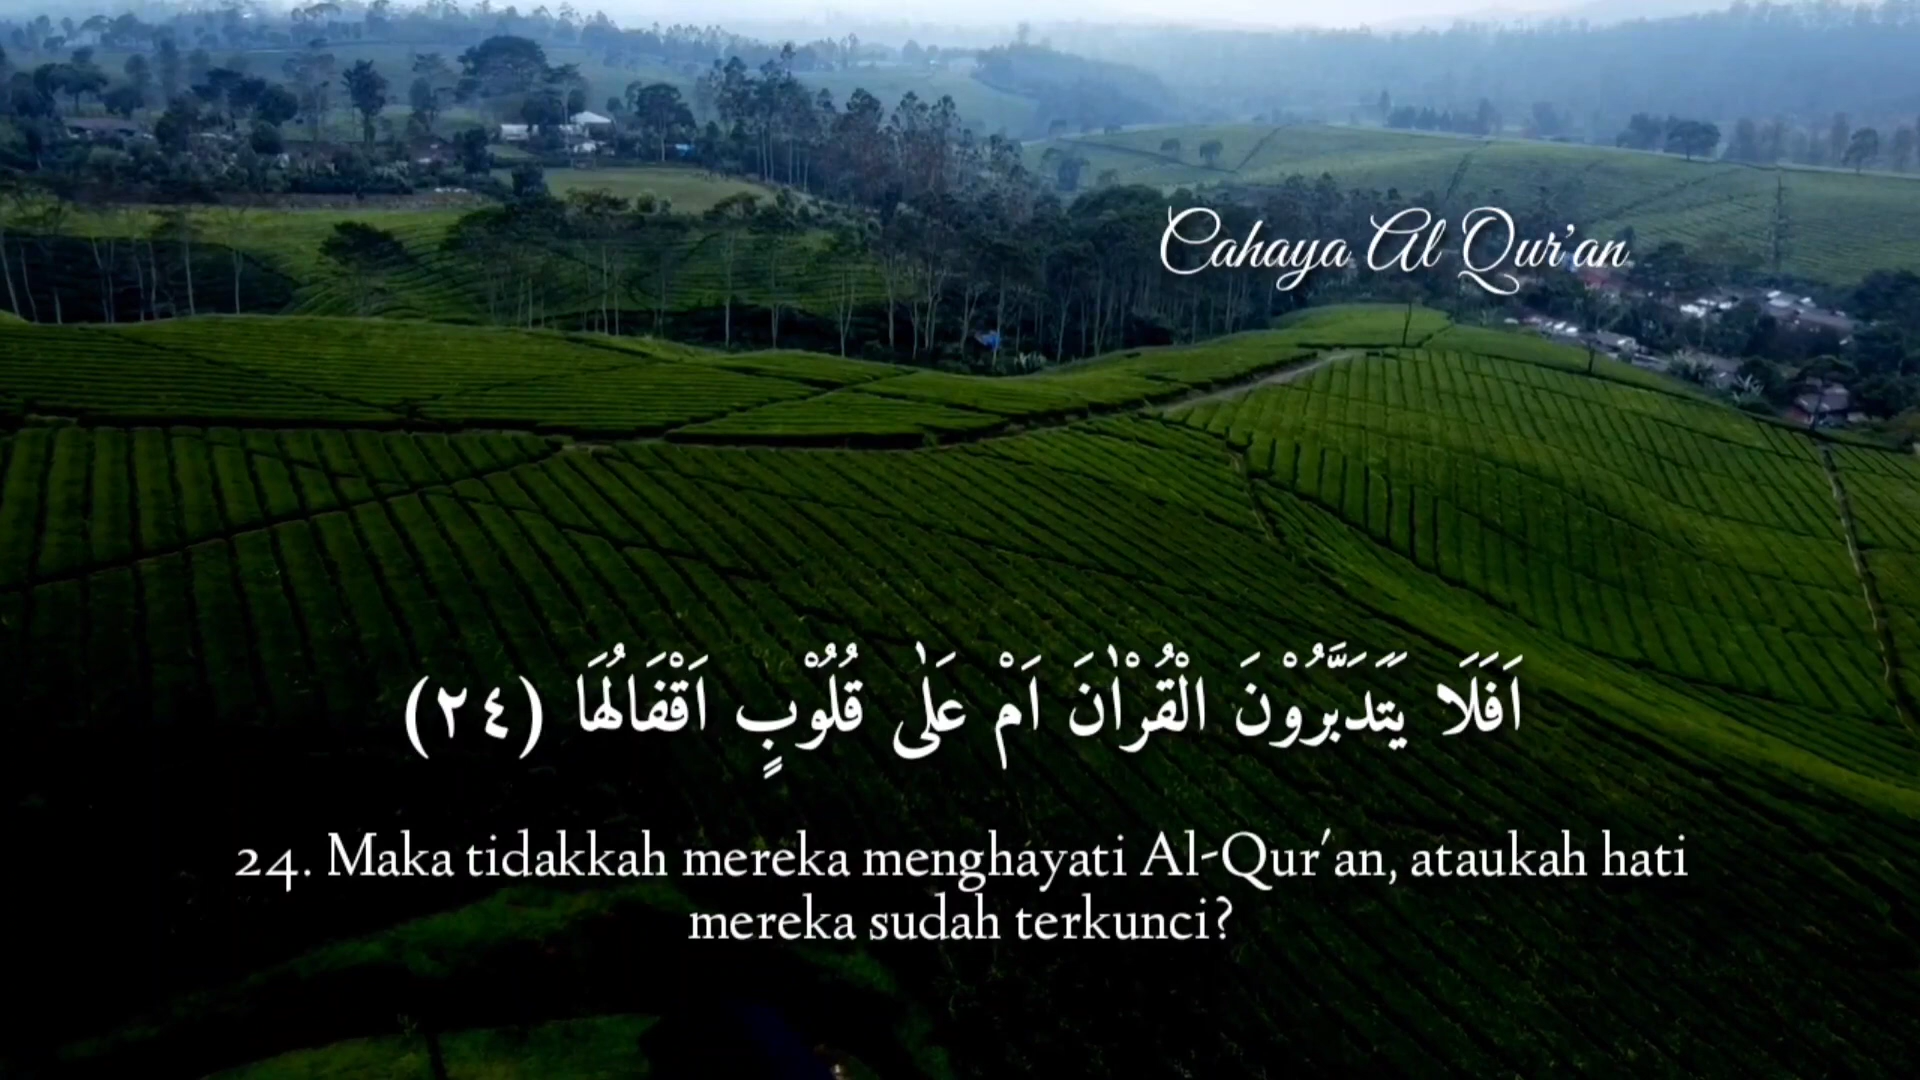 Cahaya Al Qur'an
اَفَلَا يَتَدَبَّرُوْنَ الْقُرْاٰنَ اَمْ عَلٰى قُلُوْبٍ اَقْفَالُهَا (٢٤)
24. Maka tidakkah mereka menghayati Al-Qur'an, ataukah hati
mereka sudah terkunci?